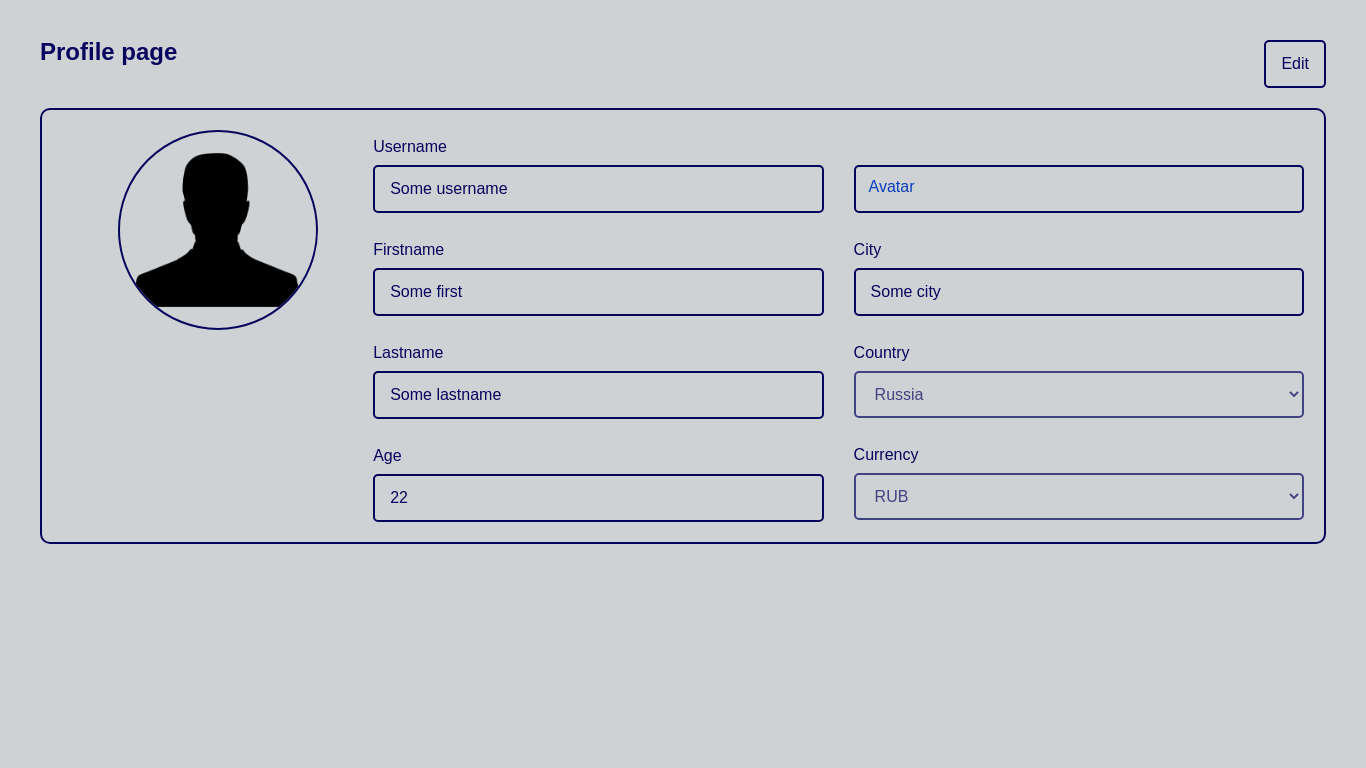 Profile page
Edit
Username
Some username
Avatar
Firstname
Some first
City
Some city
Lastname
Some lastname
Country
Russia
Age
22
Currency
RUB